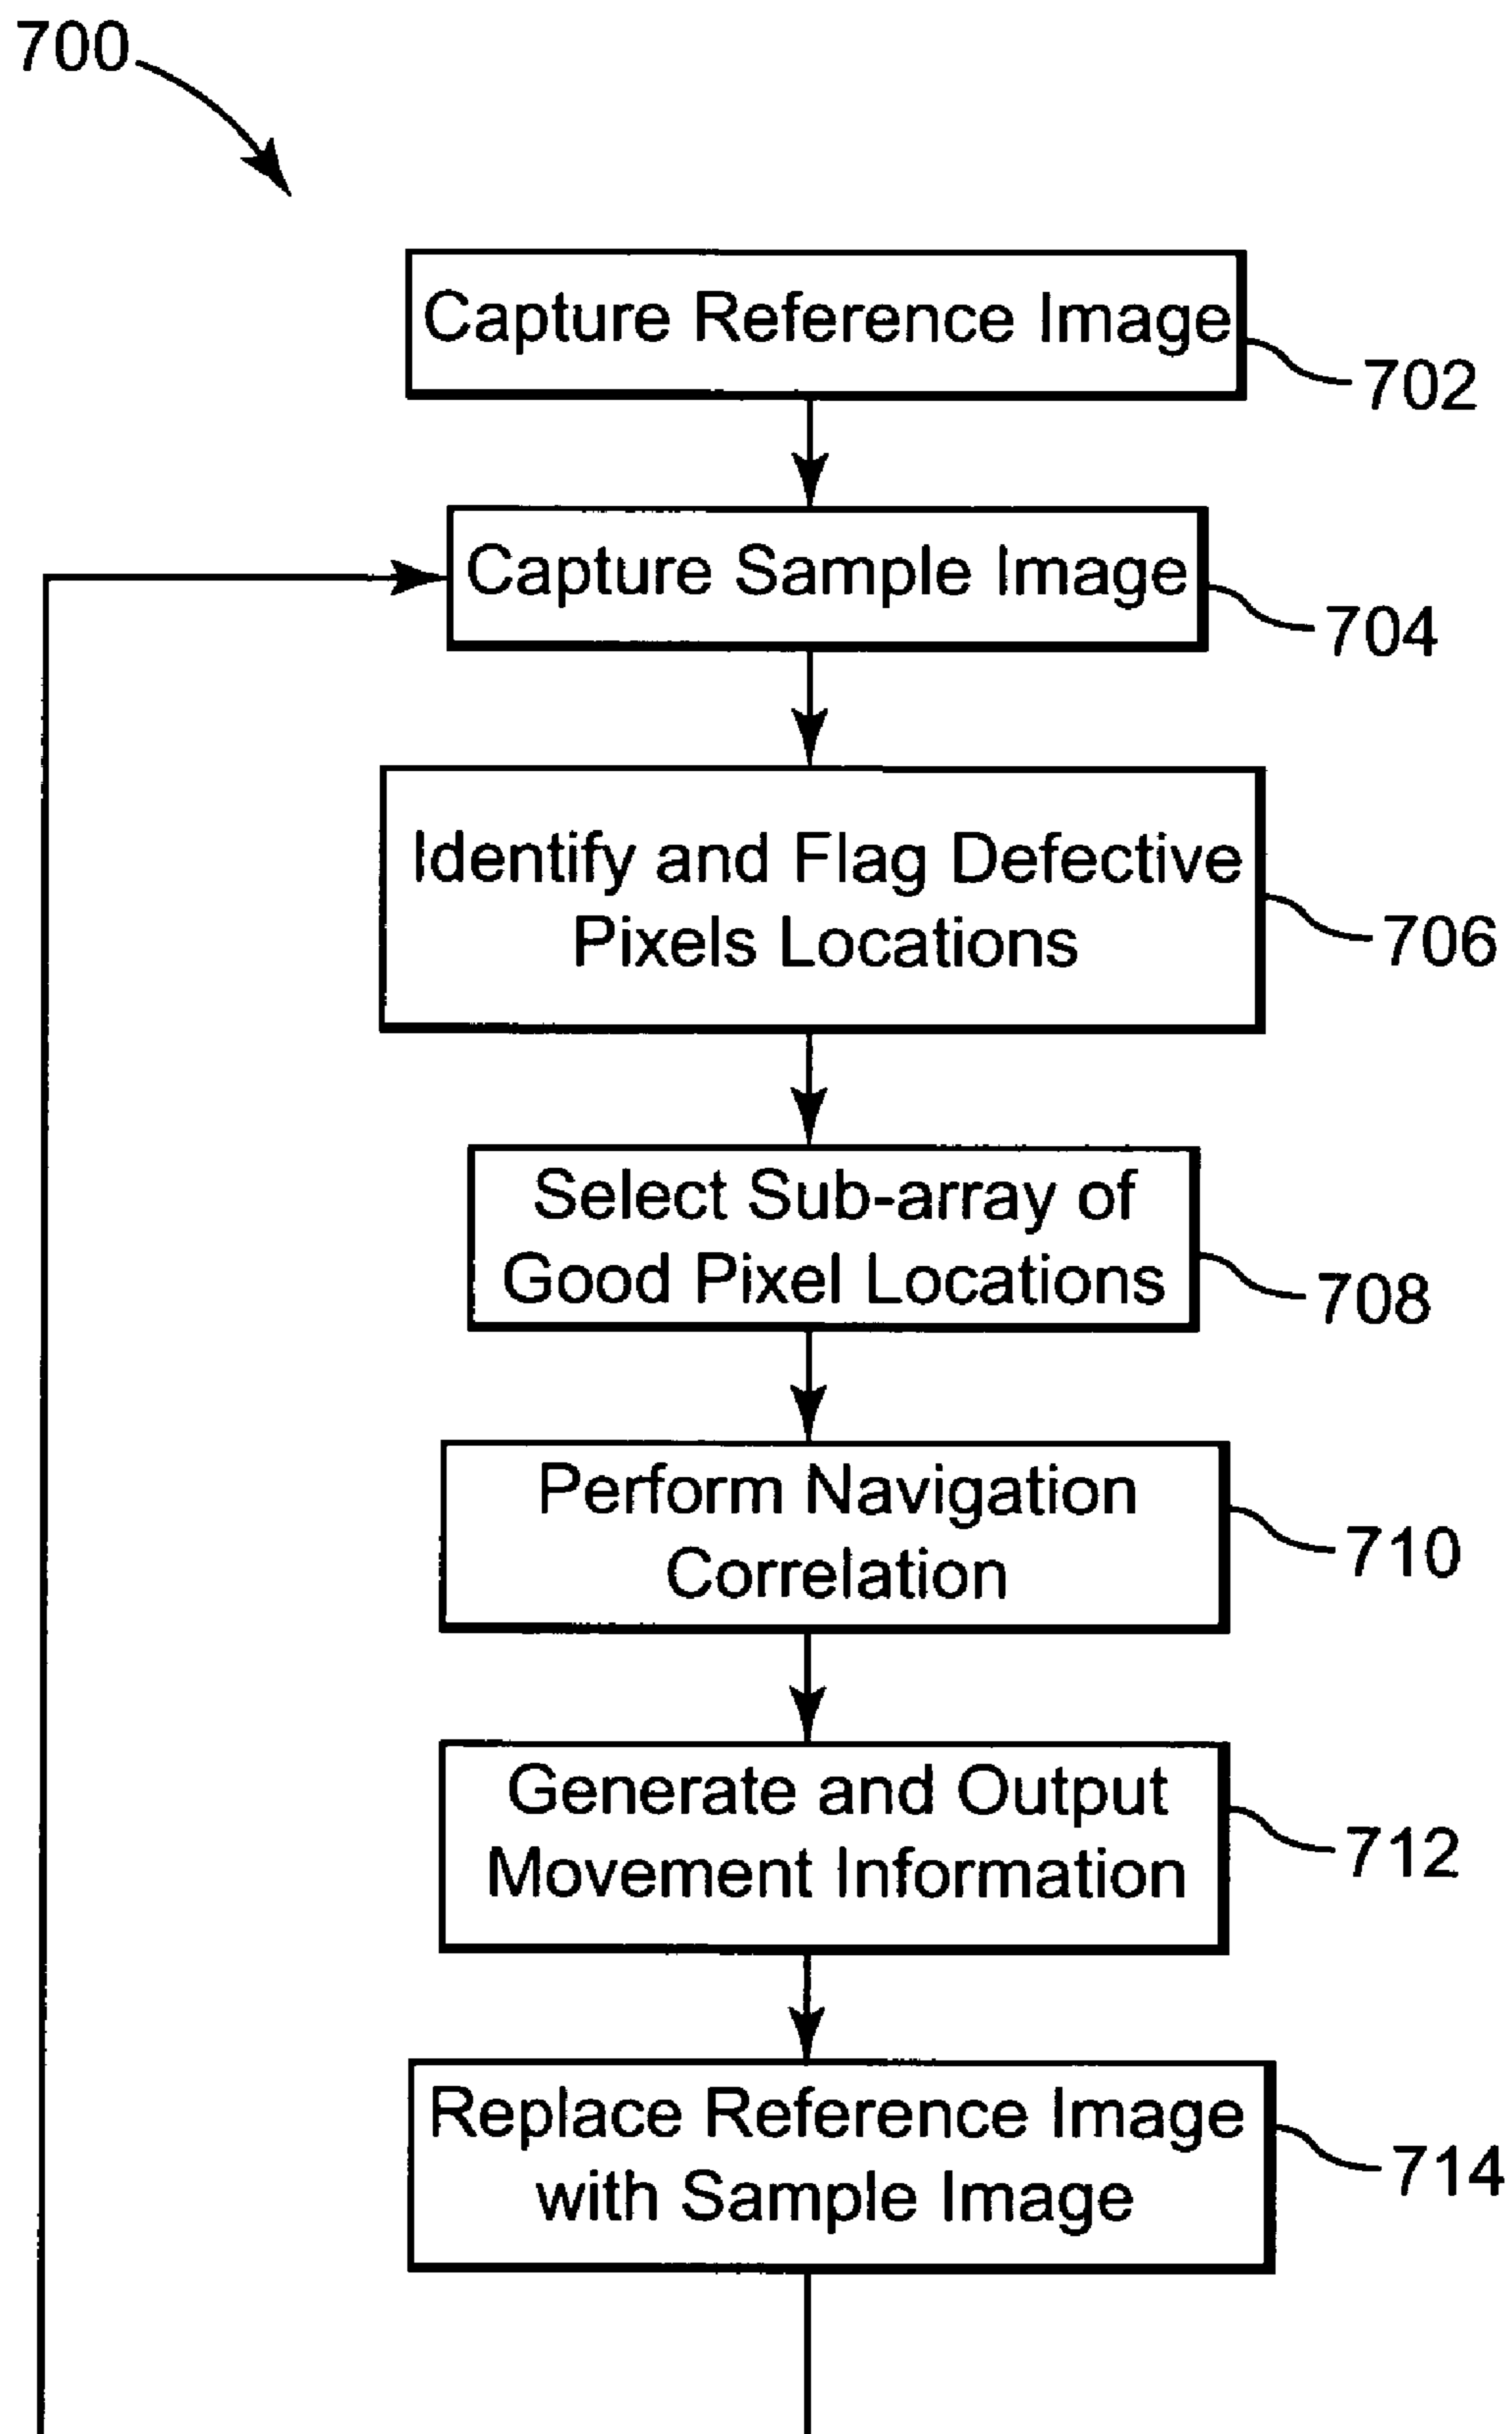 700
Capture Reference Image
702
Capture Sample Image
704
Identify and Flag Defective
Pixels Locations
706
Select Sub-array of
Good Pixel Locations
708
Perform Navigation
Correlation
710
Generate and Output
Movement Information
712
Replace Reference Image
with Sample Image
714